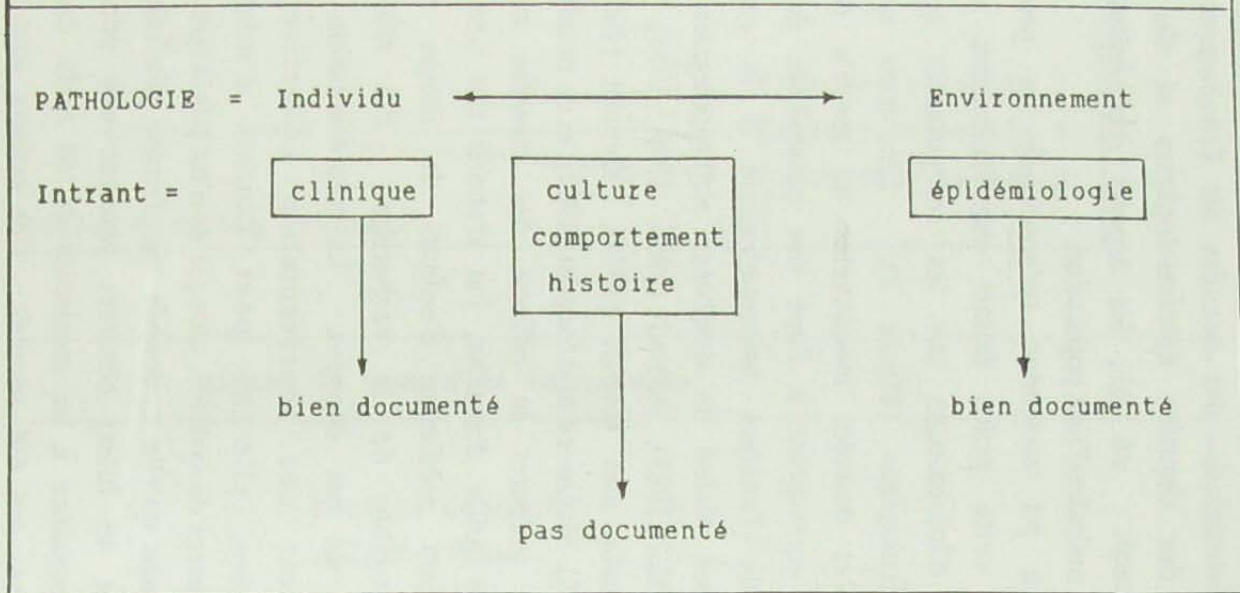 PATHOLOGIE = Individu Environnement
Intrant = clinique culture épidémiologie
comportement
histoire
bien documenté bien documenté
pas documenté